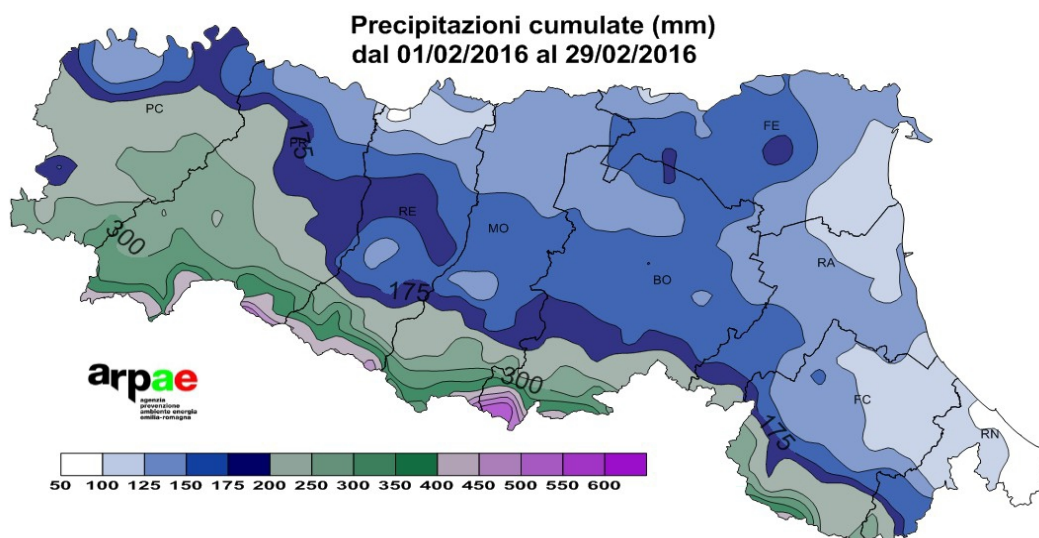 Precipitazioni cumulate (mm)
dal 01/02/2016 al 29/02/2016
PC
FE
175
PR
RE
MO
300
BO
RA
175
300
FC
175
RN
arpae
agenzia
prevenzione
ambiente energia
emilia-romagna
50 100 125 150 175 200 250 300 350 400 450 500 550 600